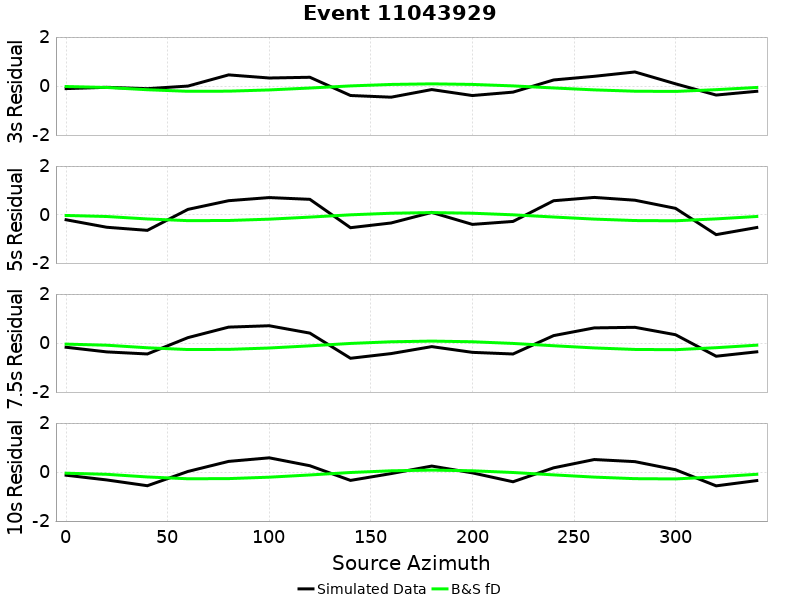 Event 11043929
3s Residual
2
0
-2
5s Residual
2
0
-2
7.5s Residual
2
0
-2
10s Residual
2
0
-2
0 50 100 150 200 250 300
Source Azimuth
Simulated Data B&S fD